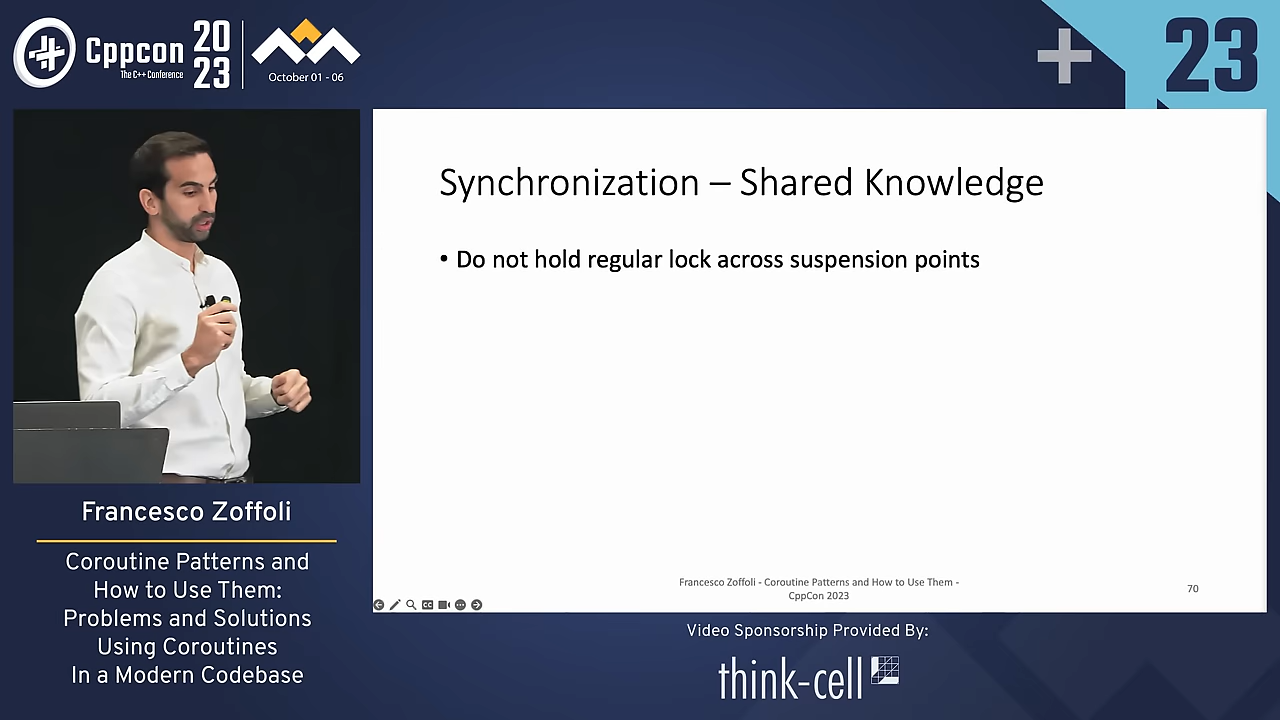 Cppcon
The C++ Conference
20
23
October 01 - 06
23
Synchronization – Shared Knowledge
• Do not hold regular lock across suspension points
Francesco Zoffoli - Coroutine Patterns and How to Use Them -
CppCon 2023
70
Francesco Zoffoli
Coroutine Patterns and
How to Use Them:
Problems and Solutions
Using Coroutines
In a Modern Codebase
Video Sponsorship Provided By:
think-cell